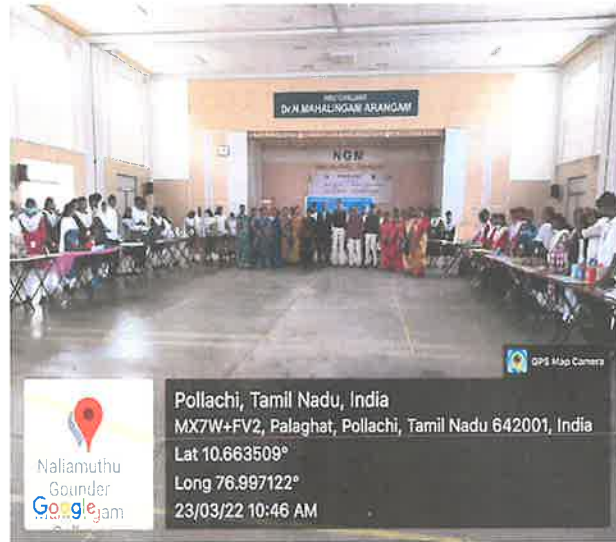 Dr.N.MAHALINGAM ARANGAM
NGM
GPS Map Camera
Pollachi, Tamil Nadu, India
MX7W+FV2, Palaghat, Pollachi, Tamil Nadu 642001, India
Lat 10.663509°
Long 76.997122°
23/03/22 10:46 AM
Nallamuthu
Gounder
Google